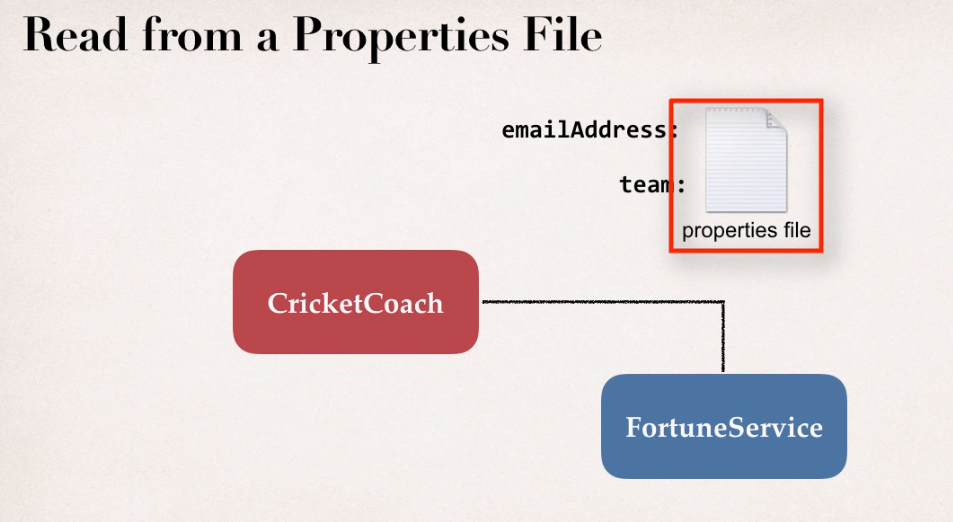 Read from a Properties File
emailAddress:
team:
properties file
CricketCoach
FortuneService